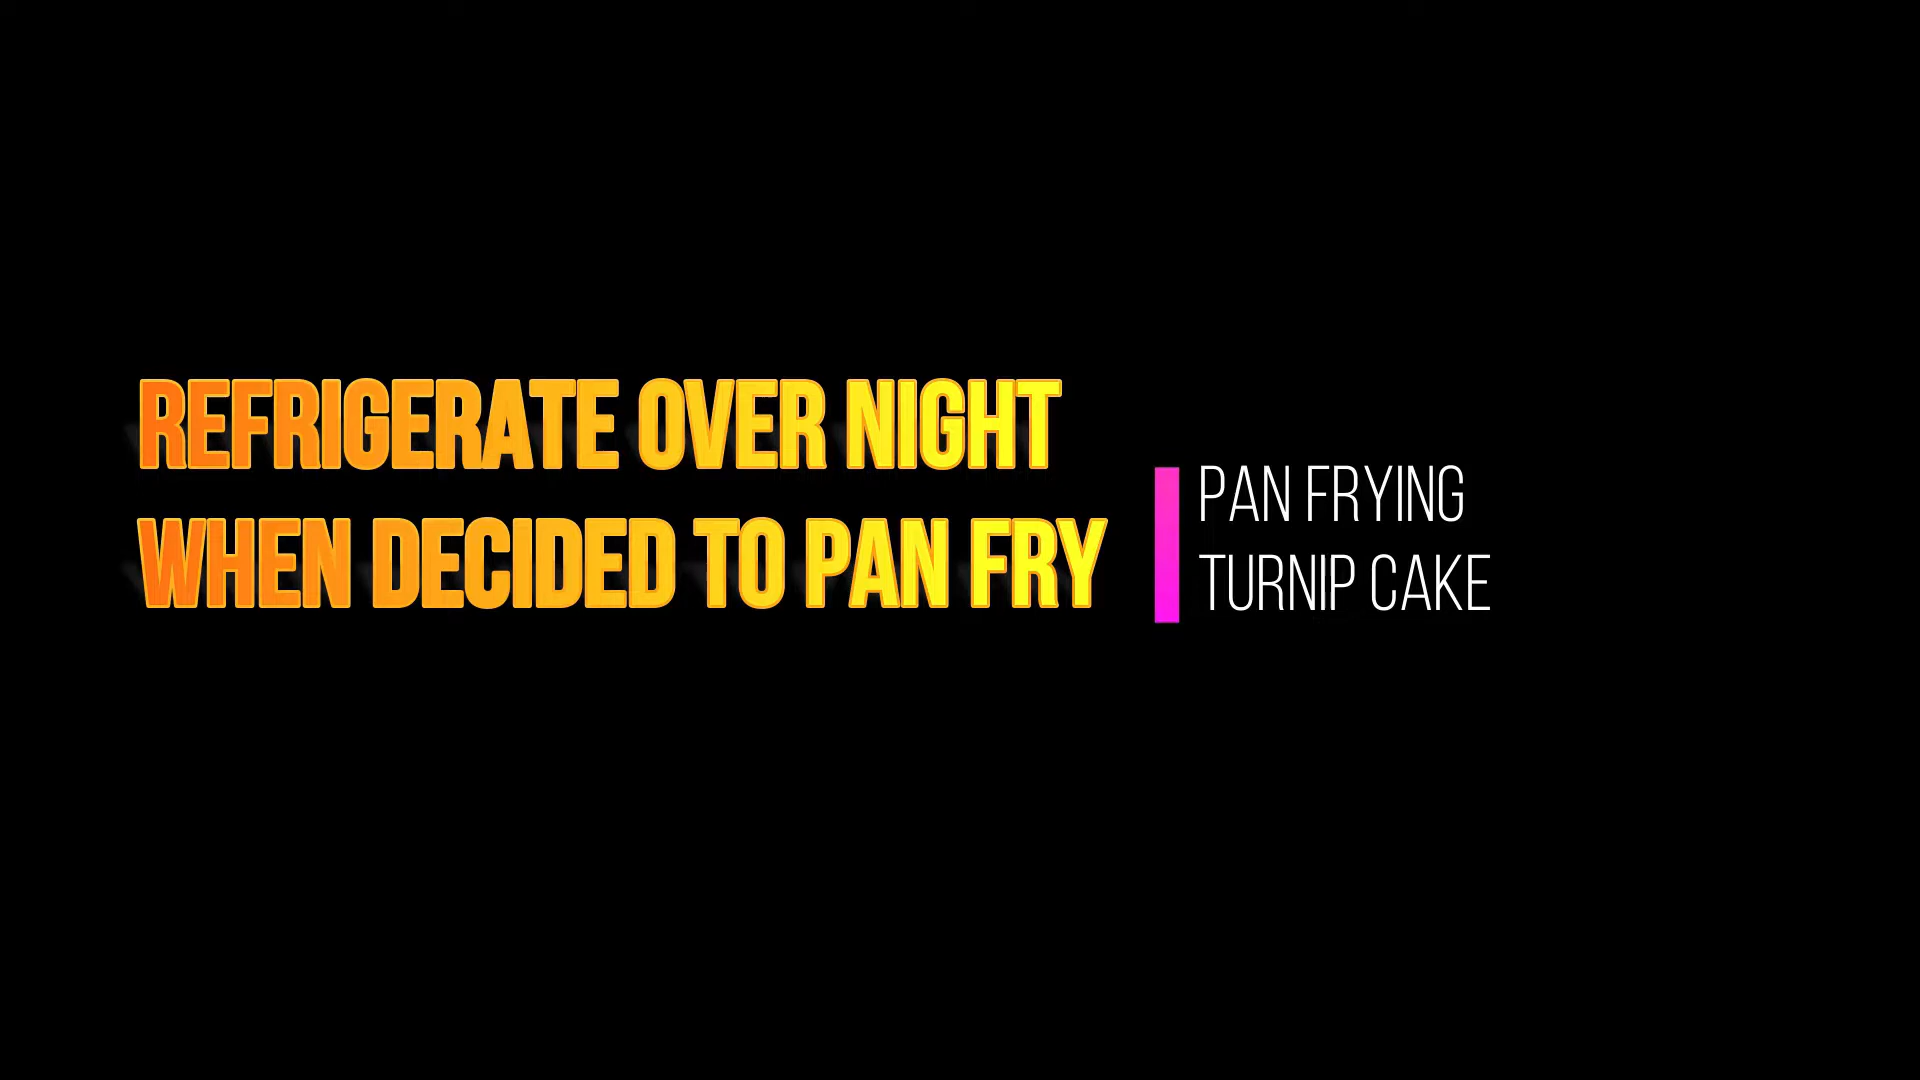 REFRIGERATE OVER NIGHT
WHEN DECIDED TO PAN FRY
PAN FRYING
TURNIP CAKE